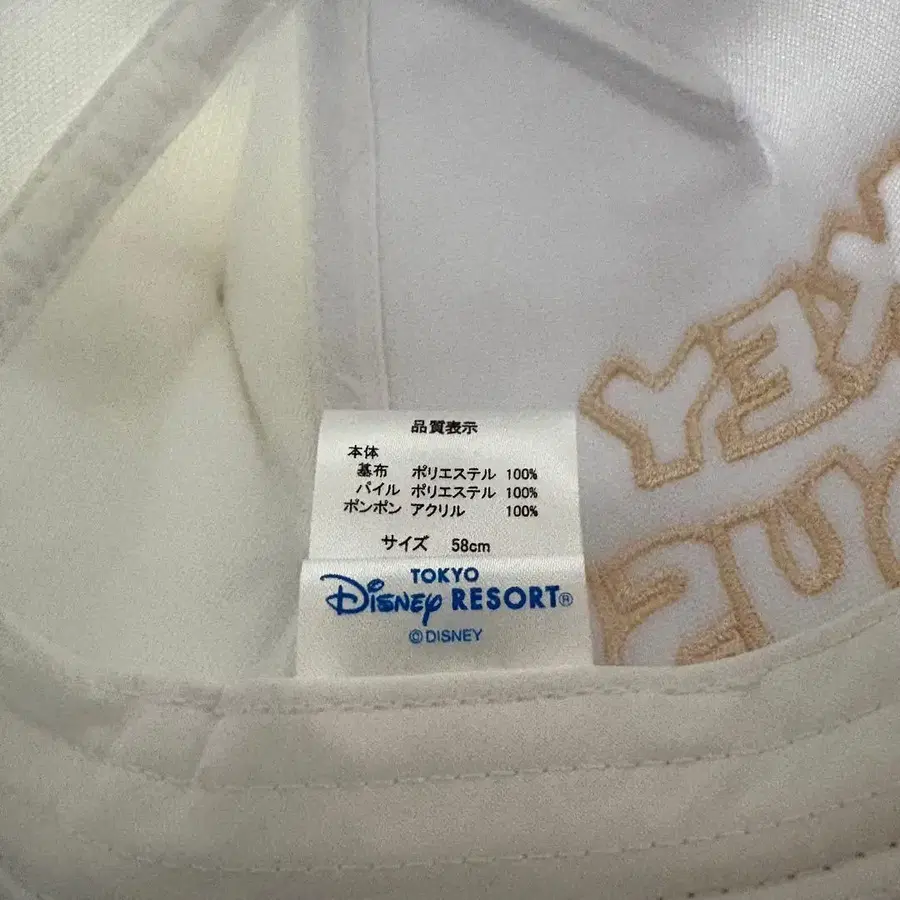 品質表示
本体
基布 ポリエステル 100%
パイル ポリエステル 100%
ポンポン アクリル 100%
サイズ 58cm
TOKYO
Disney RESORT®
©DISNEY